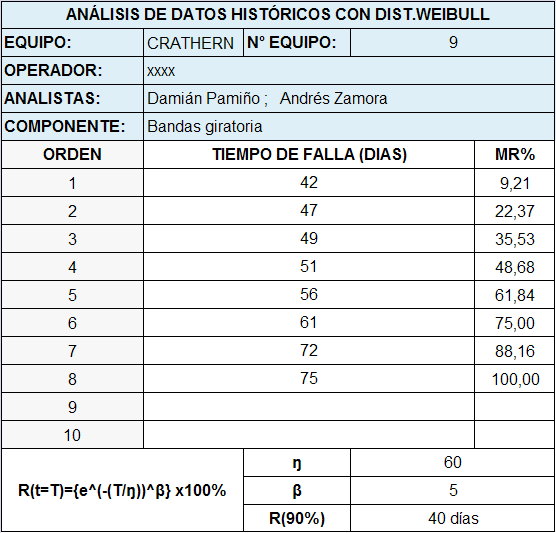 ANÁLISIS DE DATOS HISTÓRICOS CON DIST.WEIBULL
EQUIPO: CRATHERN N° EQUIPO: 9
OPERADOR: xxxx
ANALISTAS: Damián Pamiño ; Andrés Zamora
COMPONENTE: Bandas giratoria
ORDEN TIEMPO DE FALLA (DIAS) MR%
1 42 9,21
2 47 22,37
3 49 35,53
4 51 48,68
5 56 61,84
6 61 75,00
7 72 88,16
8 75 100,00
9
10
R(t=T)={e^(-(T/ŋ))^β} x100%
ŋ 60
β 5
R(90%) 40 días